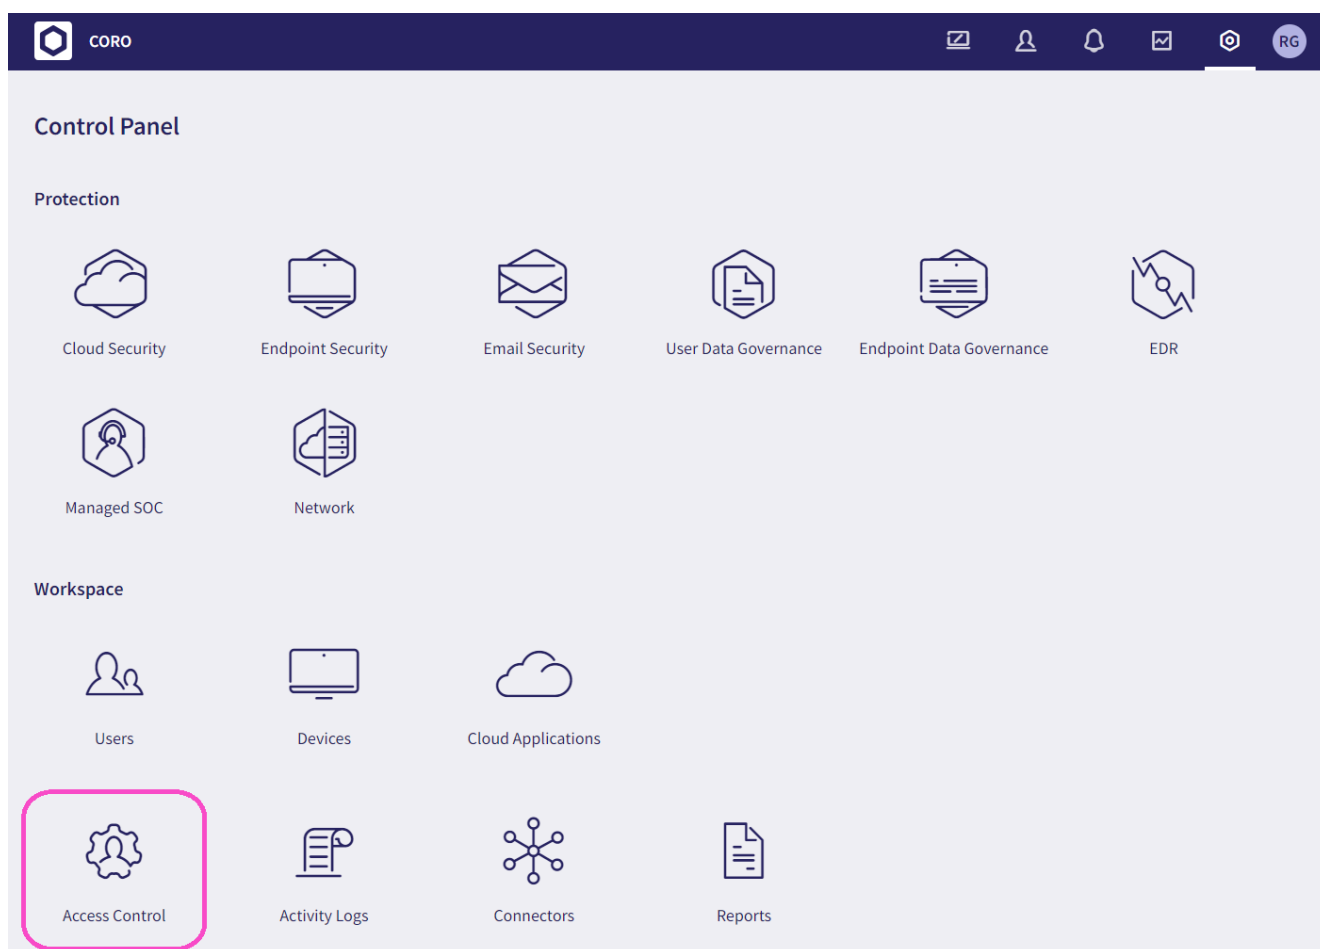 CORO
RG
Control Panel
Protection
Cloud Security
Endpoint Security
Email Security
User Data Governance
Endpoint Data Governance
EDR
Managed SOC
Network
Workspace
Users
Devices
Cloud Applications
Access Control
Activity Logs
Connectors
Reports